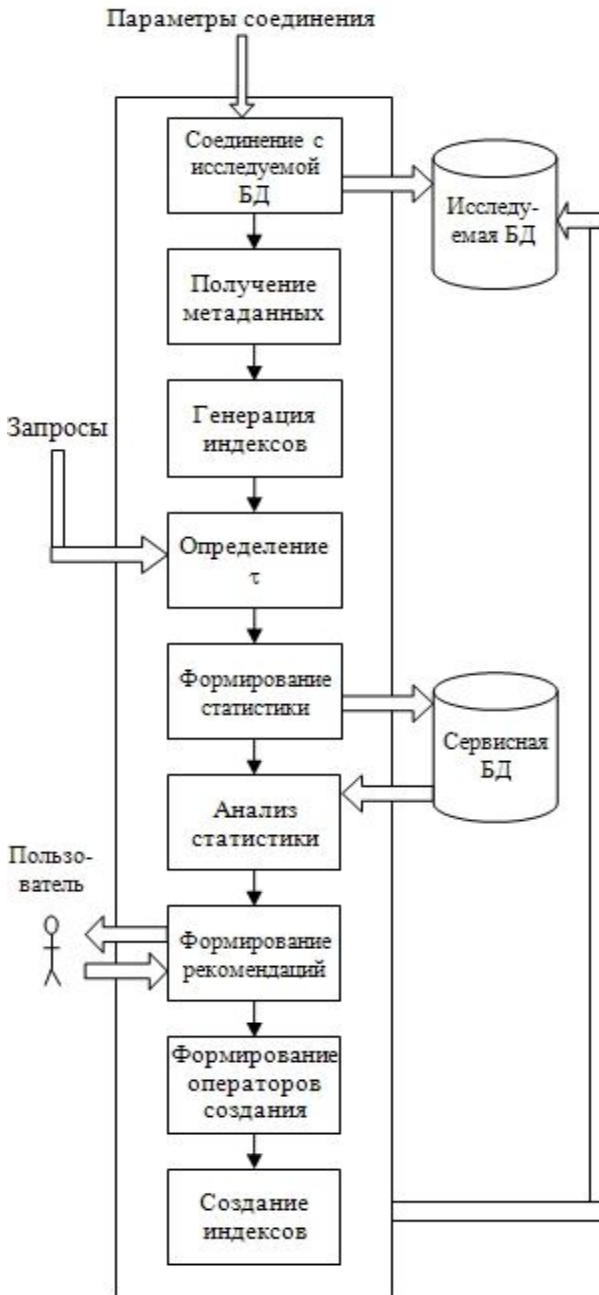 Параметры соединения
Соединение с
исследуемой
БД
Исследу-
емая БД
Получение
метаданных
Генерация
индексов
Запросы
Определение
τ
Формирование
статистики
Сервисная
БД
Анализ
статистики
Пользо-
ватель
Формирование
рекомендаций
Формирование
операторов
создания
Создание
индексов